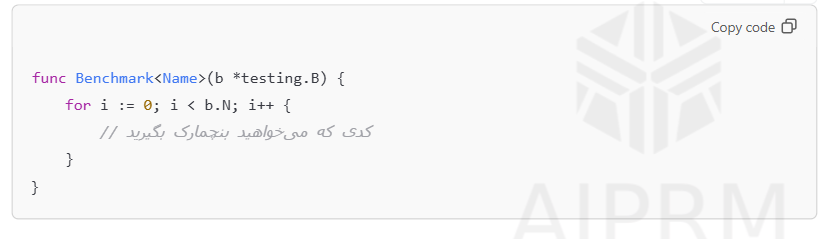 Copy code
func Benchmark<Name>(b *testing.B) {
    for i := 0; i < b.N; i++ {
        // کدی که می‌خواهید بنچمارک بگیرید
    }
}
AIPRM